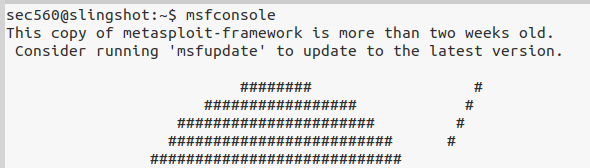 sec560@slingshot:~$ msfconsole
This copy of metasploit-framework is more than two weeks old.
 Consider running 'msfupdate' to update to the latest version.
                          ########                  #
                      #################            #
                   ######################          #
                  #########################      #
                ############################